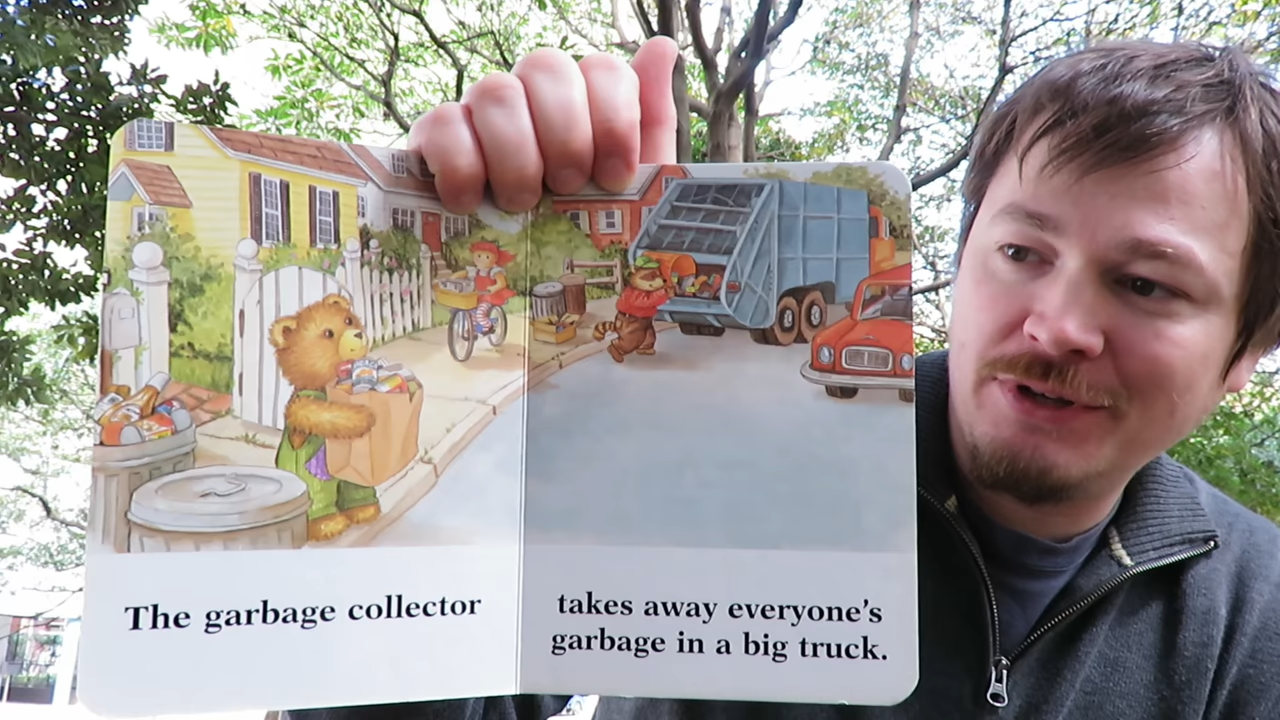 The garbage collector
takes away everyone's
garbage in a big truck.